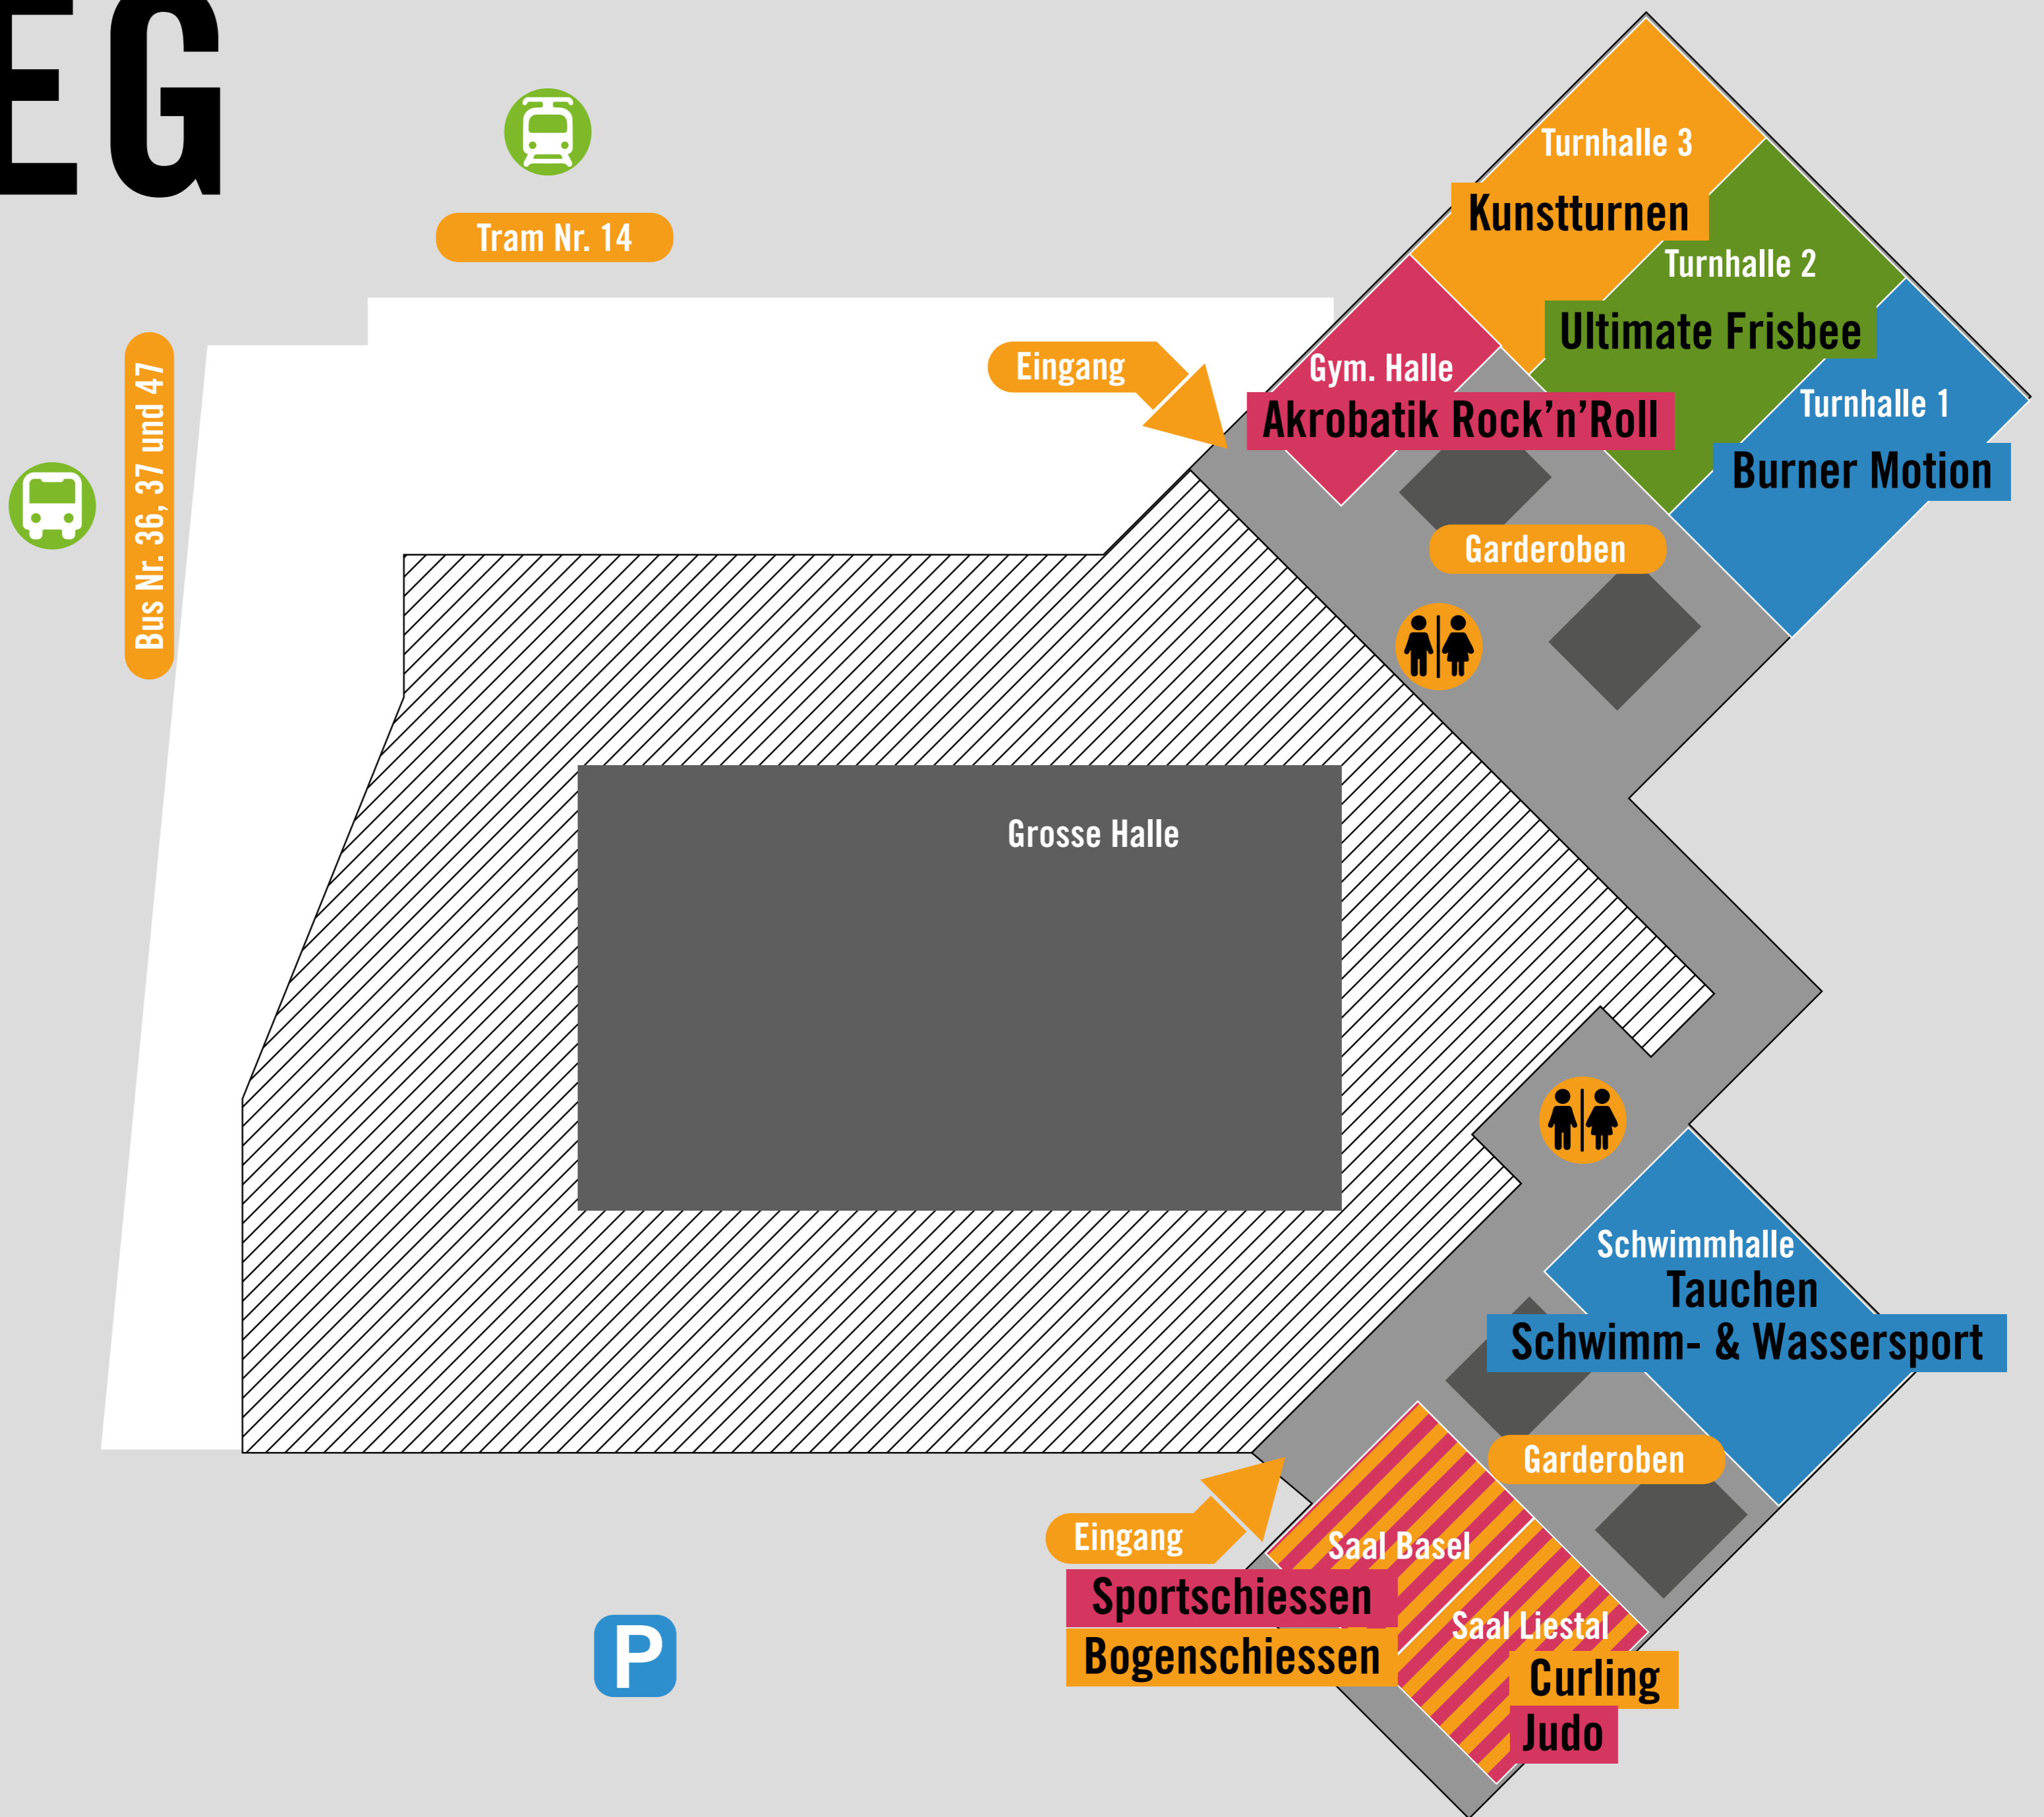 EG
Tram Nr. 14
Bus Nr. 36, 37 und 47
Turnhalle 3
Kunstturnen
Turnhalle 2
Ultimate Frisbee
Turnhalle 1
Burner Motion
Eingang
Gym. Halle
Akrobatik Rock’n’Roll
Garderoben
Grosse Halle
Schwimmhalle
Tauchen
Schwimm- & Wassersport
Garderoben
Eingang
Saal Basel
Sportschiessen
Bogenschiessen
Saal Liestal
Curling
Judo
P